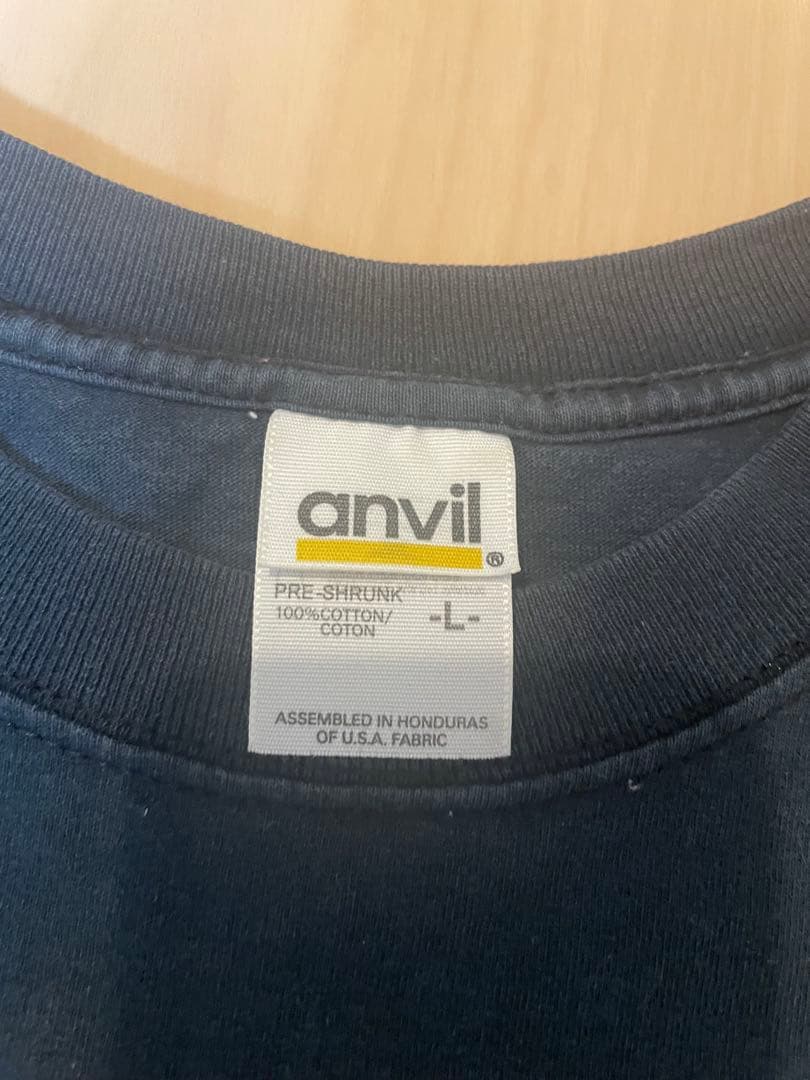 anvil
®
PRE-SHRUNK
100%COTTON/ -L-
COTON
ASSEMBLED IN HONDURAS
OF U.S.A. FABRIC